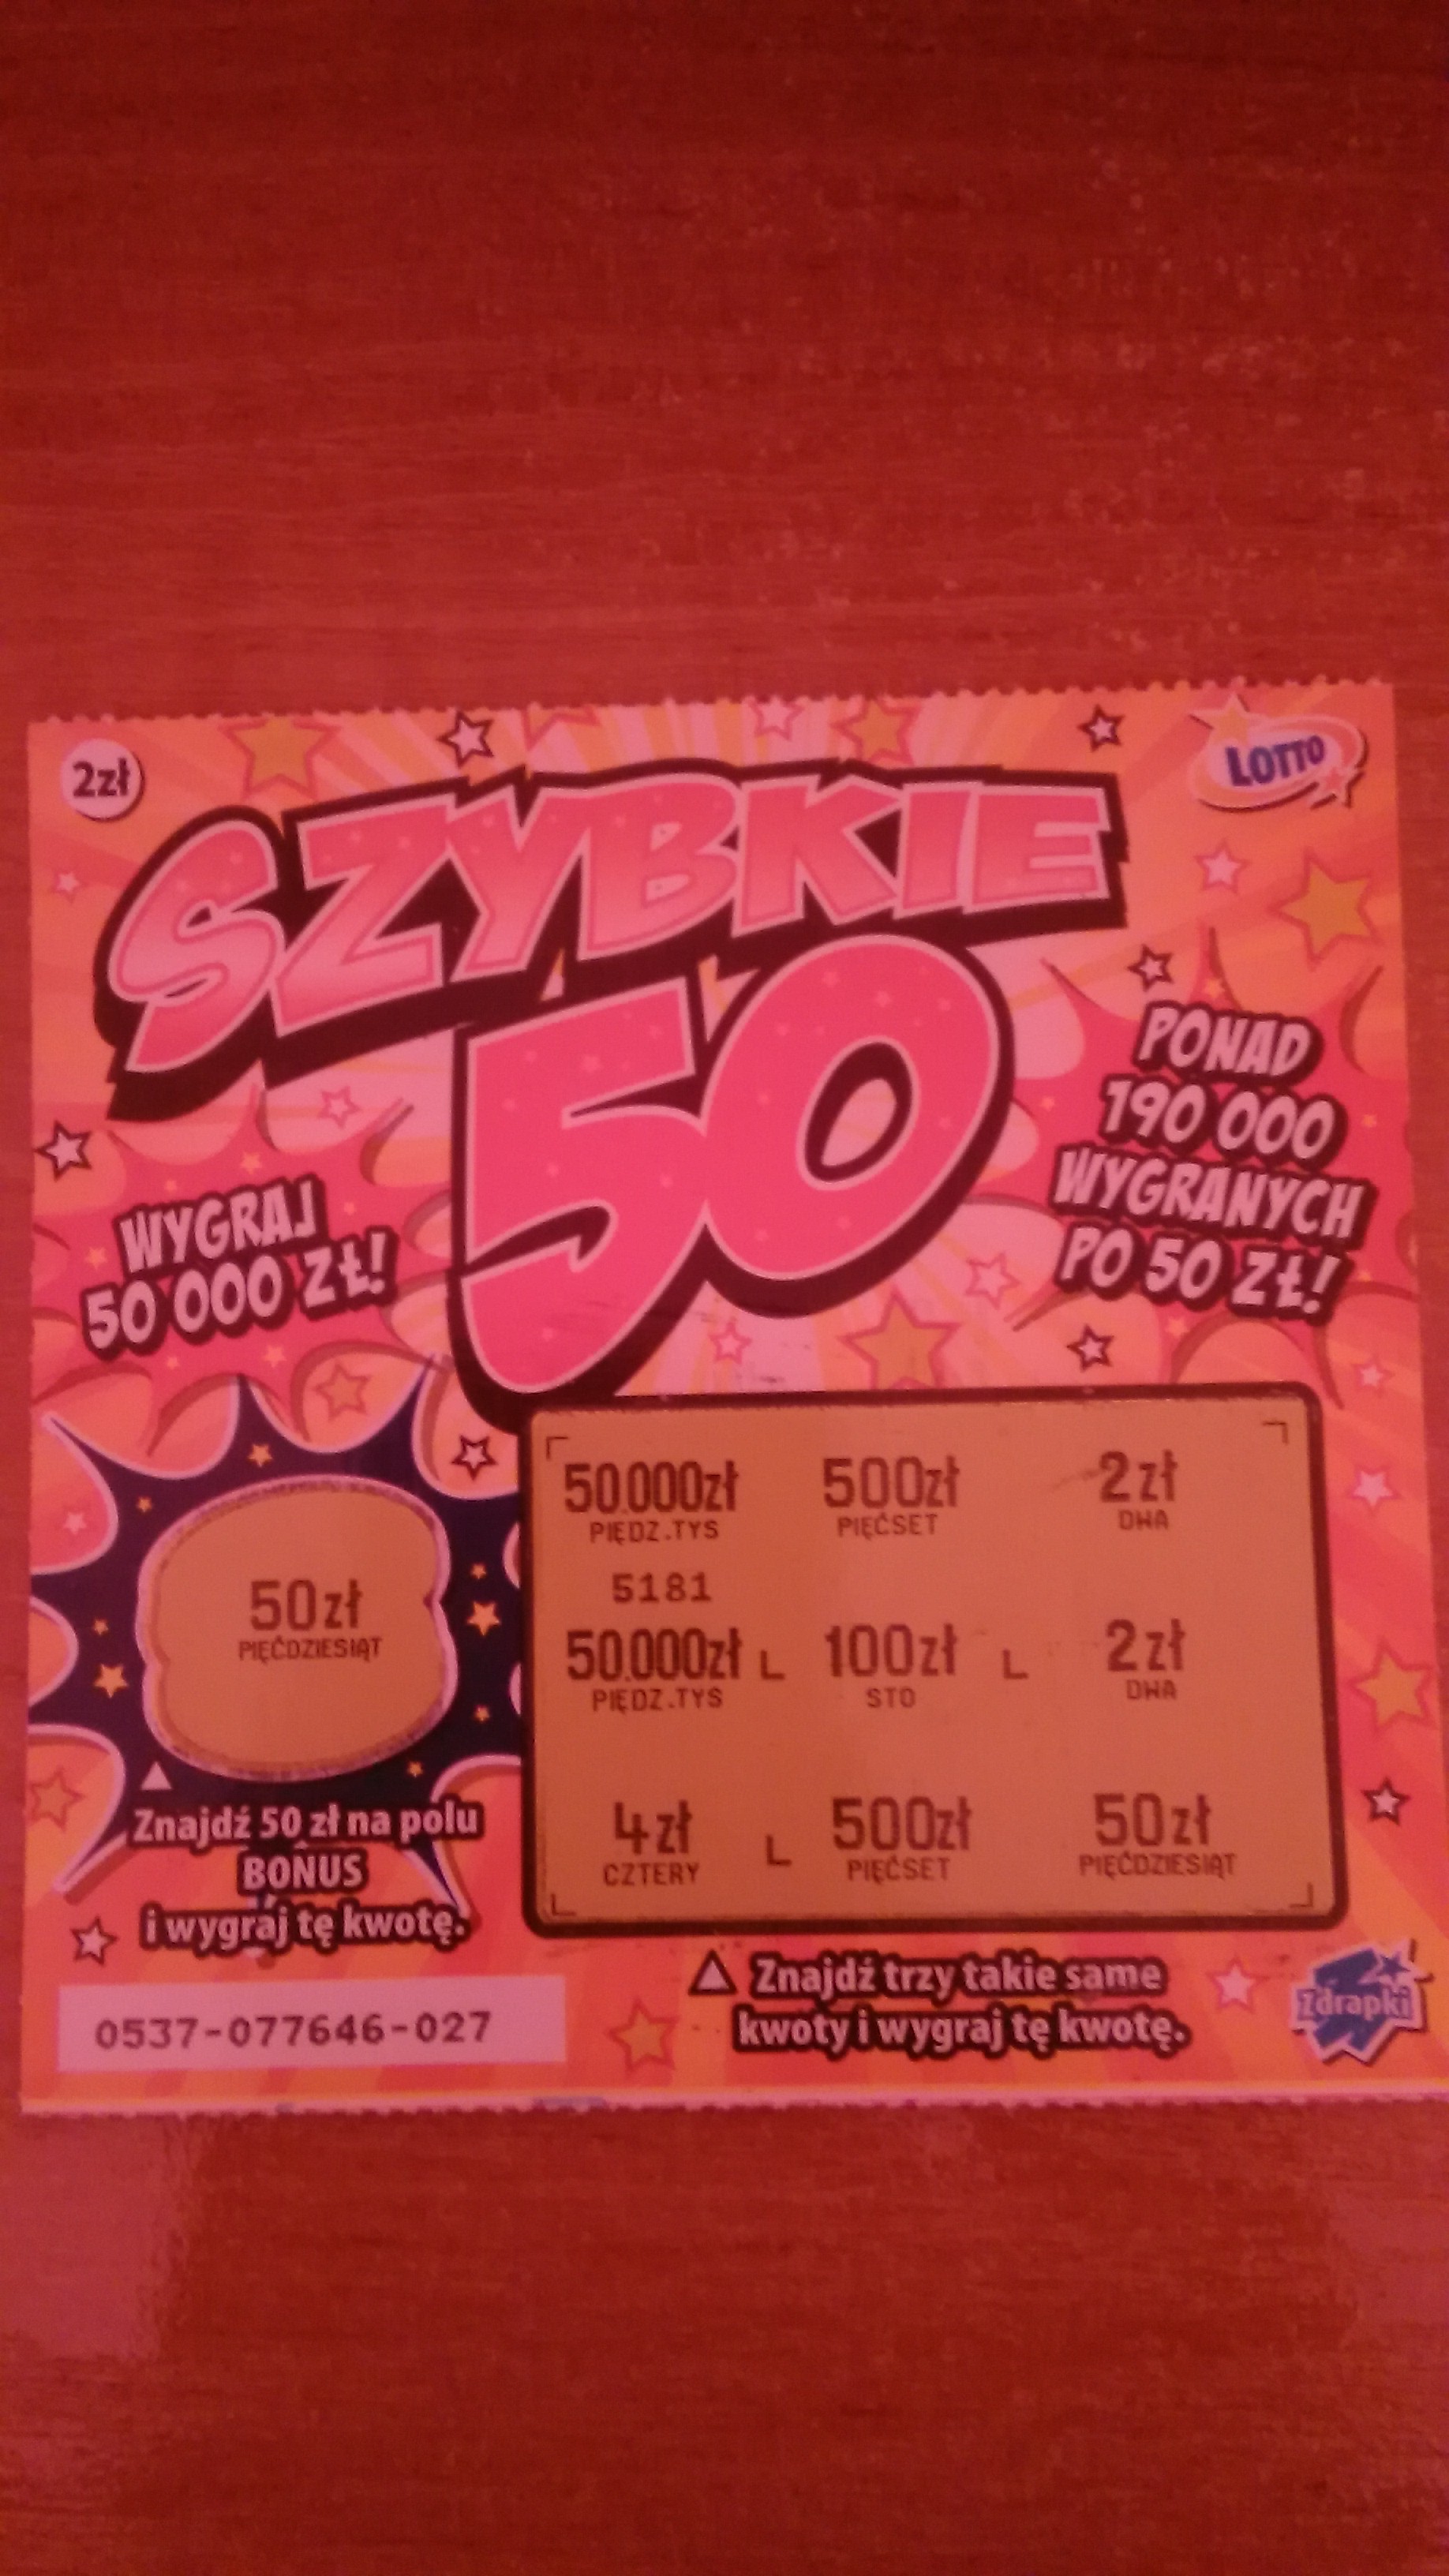 2zł
LOTTO
SZYBKIE
50
WYGRAJ
50 000 ZŁ!
PONAD
190 000
WYGRANYCH
PO 50 ZŁ!
50zł
PIĘĆDZIESIĄT
Znajdź 50 zł na polu
BONUS
i wygraj tę kwotę.
50.000zł 500zł 2zł
PIĘDZ.TYS PIĘĆSET DWA
5181
50.000zł L 100zł L 2zł
PIĘDZ.TYS STO DWA
4zł L 500zł 50zł
CZTERY PIĘĆSET PIĘĆDZIESIĄT
Znajdź trzy takie same
kwoty i wygraj tę kwotę.
0537-077646-027
Zdrapki